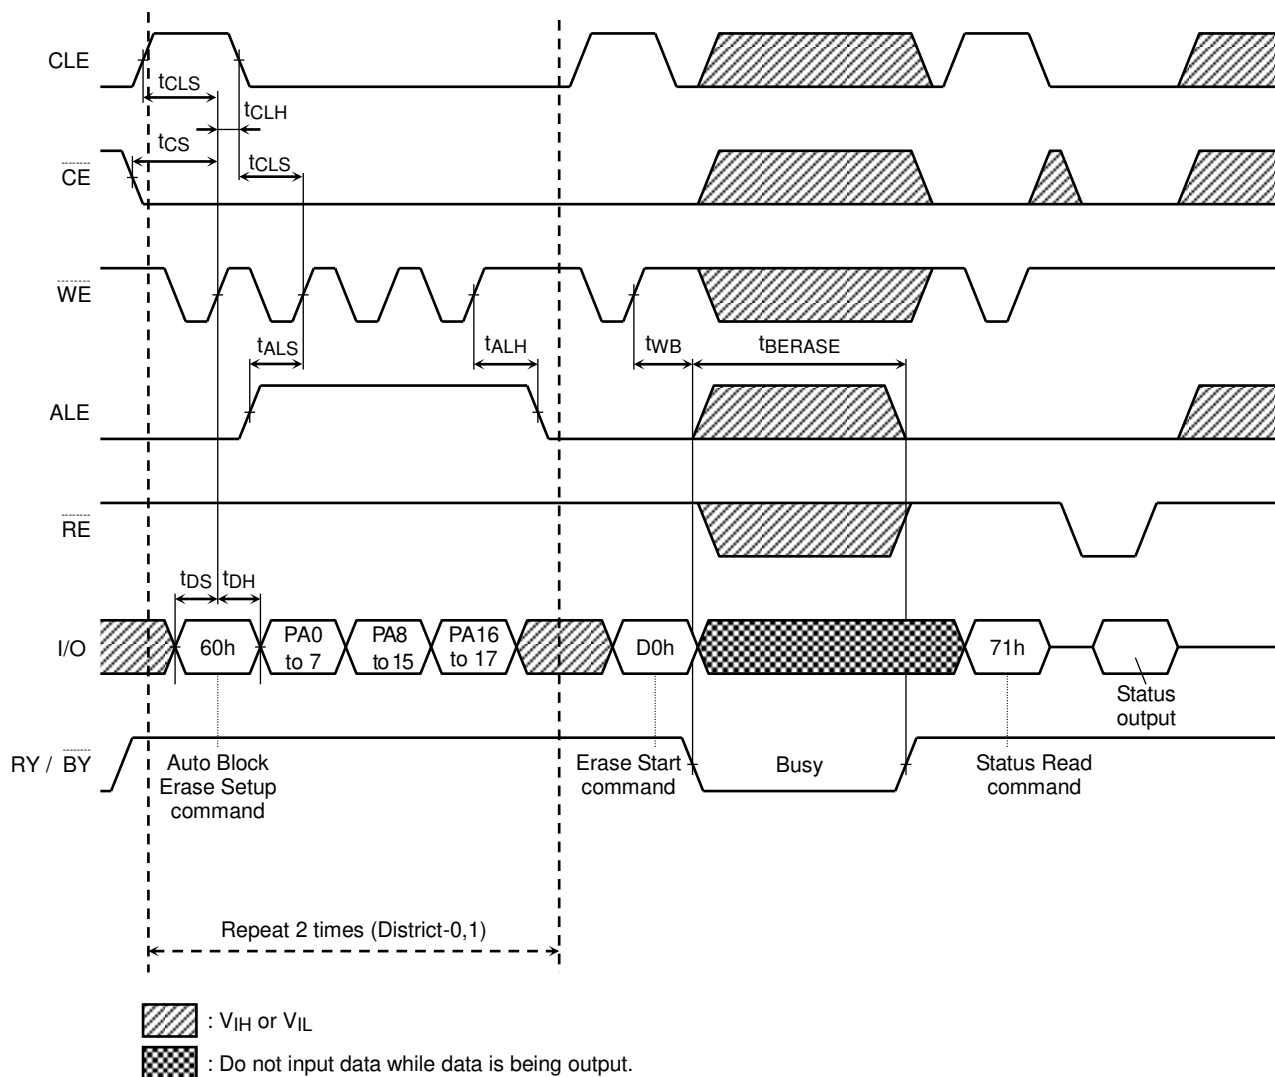 CLE
tCLS
tCLH
tCS
tCLS
CE
WE
tALS
tALH
tWB
tBERASE
ALE
RE
tDS
tDH
I/O
60h
PA0
to 7
PA8
to 15
PA16
to 17
D0h
71h
Status
output
RY / BY
Auto Block
Erase Setup
command
Erase Start
command
Busy
Status Read
command
Repeat 2 times (District-0,1)
: VIH or VIL
: Do not input data while data is being output.